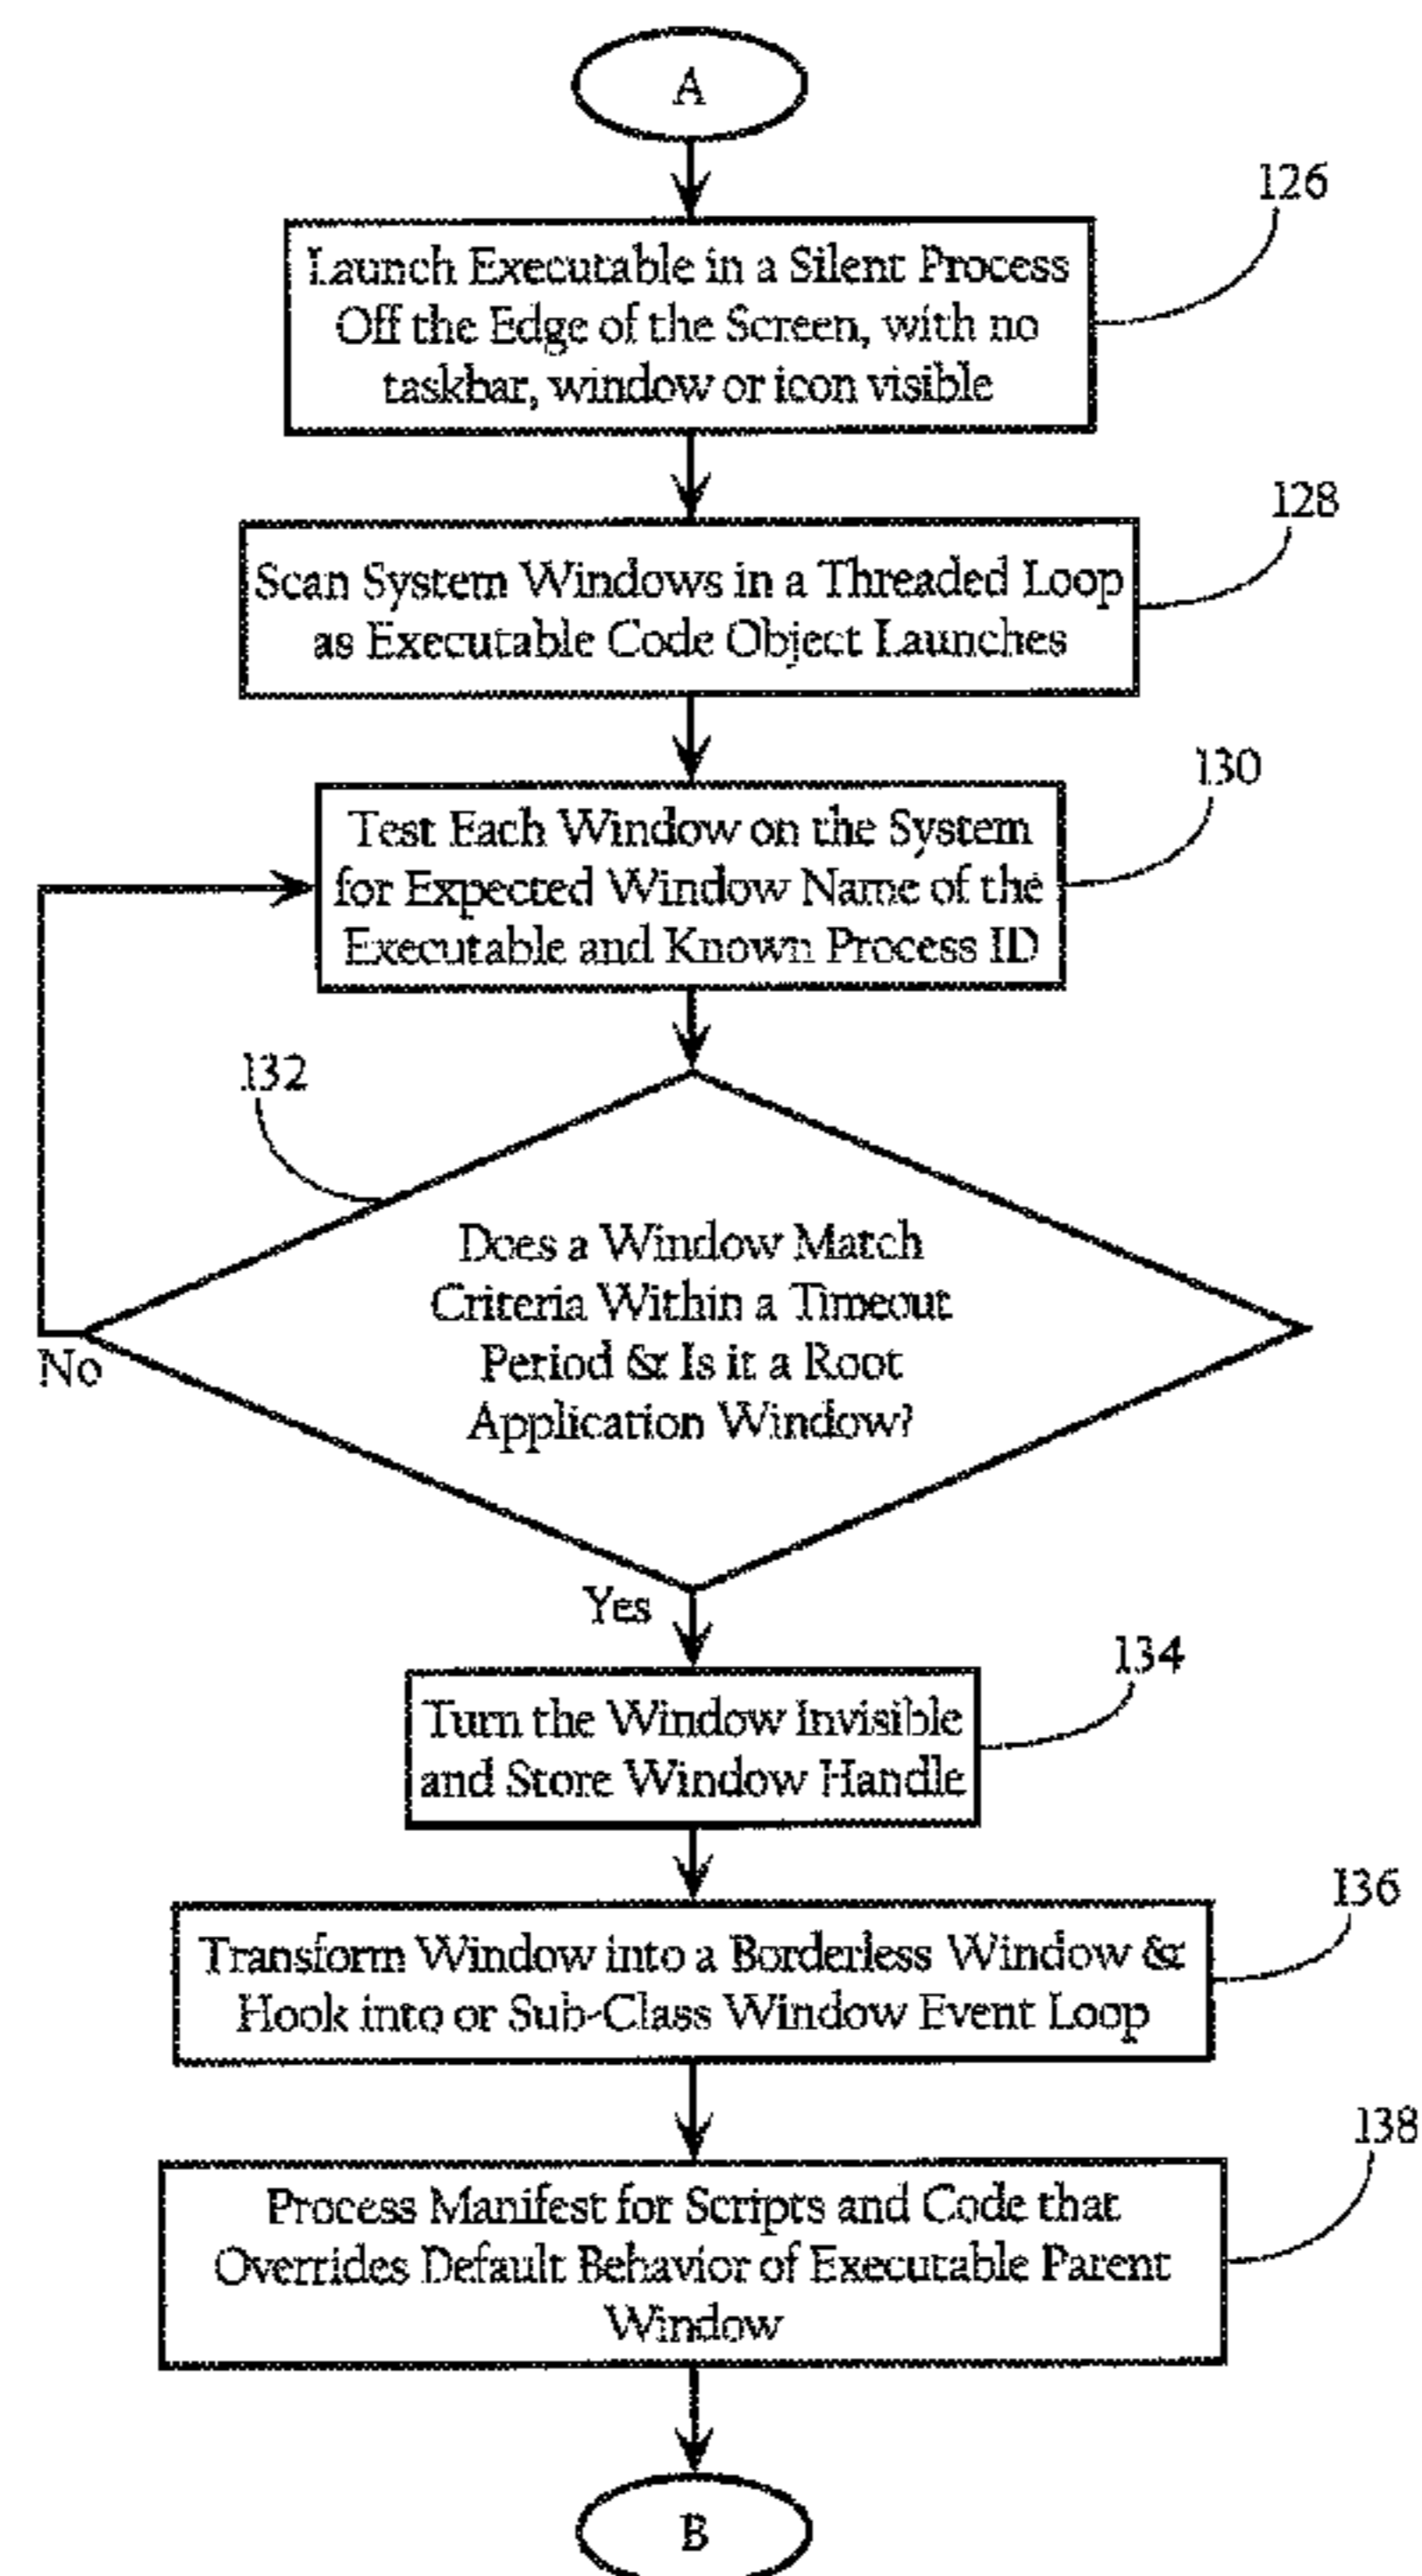 A
126
Launch Executable in a Silent Process
Off the Edge of the Screen, with no
taskbar, window or icon visible
128
Scan System Windows in a Threaded Loop
as Executable Code Object Launches
130
Test Each Window on the System
for Expected Window Name of the
Executable and Known Process ID
132
Does a Window Match
Criteria Within a Timeout
Period & Is it a Root
Application Window?
No
Yes
134
Turn the Window Invisible
and Store Window Handle
136
Transform Window into a Borderless Window &
Hook into or Sub-Class Window Event Loop
138
Process Manifest for Scripts and Code that
Overrides Default Behavior of Executable Parent
Window
B